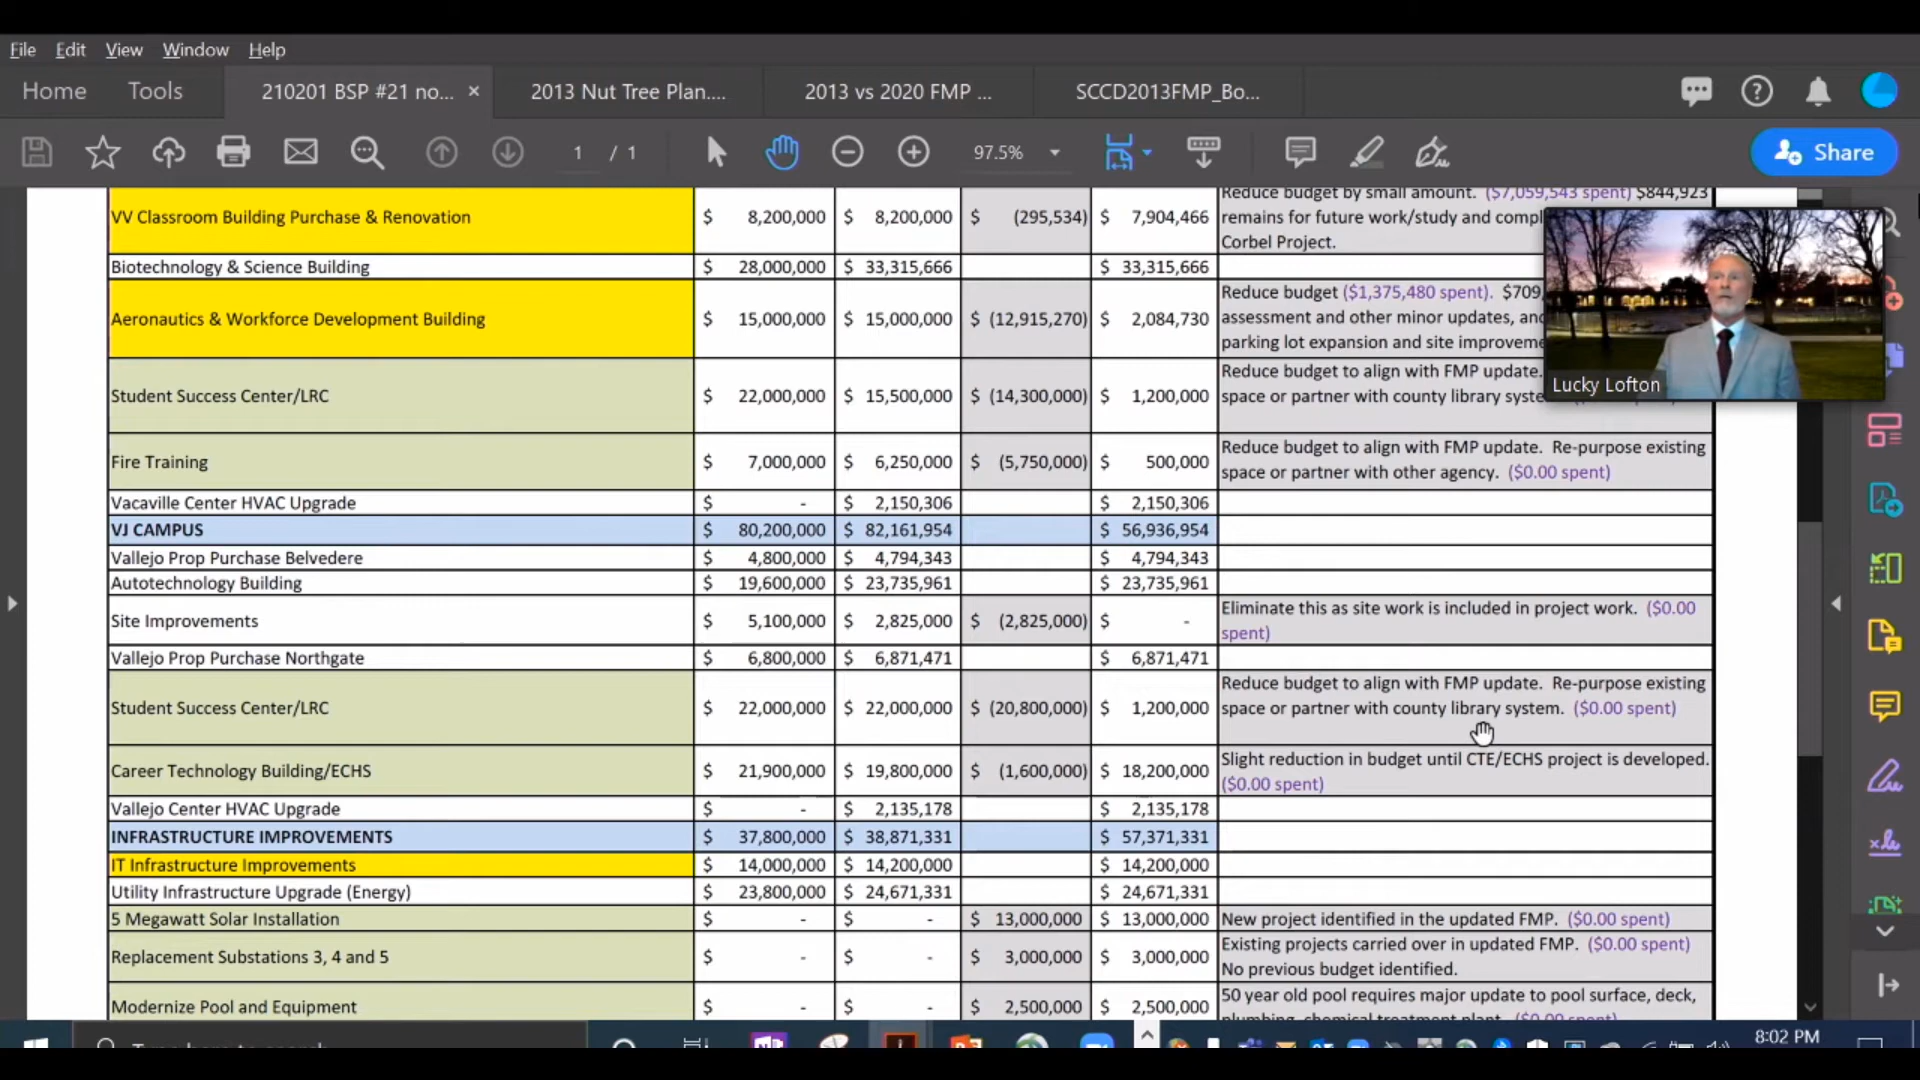 File Edit View Window Help
Home Tools 210201 BSP #21 no... × 2013 Nut Tree Plan.... 2013 vs 2020 FMP ... SCCD2013FMP_Bo...
1 / 1 97.5% Share
Reduce budget by small amount. ($7,059,543 spent) $844,923
VV Classroom Building Purchase & Renovation $ 8,200,000 $ 8,200,000 $ (295,534) $ 7,904,466 remains for future work/study and
Corbel Project.
Biotechnology & Science Building $ 28,000,000 $ 33,315,666 $ 33,315,666
Reduce budget ($1,375,480 spent).
Aeronautics & Workforce Development Building $ 15,000,000 $ 15,000,000 $ (12,915,270) $ 2,084,730 assessment and other minor updates,
parking lot expansion and site
Reduce budget to align with FMP update.
Student Success Center/LRC $ 22,000,000 $ 15,500,000 $ (14,300,000) $ 1,200,000 space or partner with county library
Lucky Lofton
Reduce budget to align with FMP update. Re-purpose existing
Fire Training $ 7,000,000 $ 6,250,000 $ (5,750,000) $ 500,000
space or partner with other agency. ($0.00 spent)
Vacaville Center HVAC Upgrade $ - $ 2,150,306 $ 2,150,306
VJ CAMPUS $ 80,200,000 $ 82,161,954 $ 56,936,954
Vallejo Prop Purchase Belvedere $ 4,800,000 $ 4,794,343 $ 4,794,343
Autotechnology Building $ 19,600,000 $ 23,735,961 $ 23,735,961
Eliminate this as site work is included in project work. ($0.00
Site Improvements $ 5,100,000 $ 2,825,000 $ (2,825,000) $ -
spent)
Vallejo Prop Purchase Northgate $ 6,800,000 $ 6,871,471 $ 6,871,471
Reduce budget to align with FMP update. Re-purpose existing
Student Success Center/LRC $ 22,000,000 $ 22,000,000 $ (20,800,000) $ 1,200,000 space or partner with county library system. ($0.00 spent)
Slight reduction in budget until CTE/ECHS project is developed.
Career Technology Building/ECHS $ 21,900,000 $ 19,800,000 $ (1,600,000) $ 18,200,000
($0.00 spent)
Vallejo Center HVAC Upgrade $ - $ 2,135,178 $ 2,135,178
INFRASTRUCTURE IMPROVEMENTS $ 37,800,000 $ 38,871,331 $ 57,371,331
IT Infrastructure Improvements $ 14,000,000 $ 14,200,000 $ 14,200,000
Utility Infrastructure Upgrade (Energy) $ 23,800,000 $ 24,671,331 $ 24,671,331
5 Megawatt Solar Installation $ - $ - $ 13,000,000 $ 13,000,000 New project identified in the updated FMP. ($0.00 spent)
Existing projects carried over in updated FMP. ($0.00 spent)
Replacement Substations 3, 4 and 5 $ - $ - $ 3,000,000 $ 3,000,000
No previous budget identified.
50 year old pool requires major update to pool surface, deck,
Modernize Pool and Equipment $ - $ - $ 2,500,000 $ 2,500,000
8:02 PM